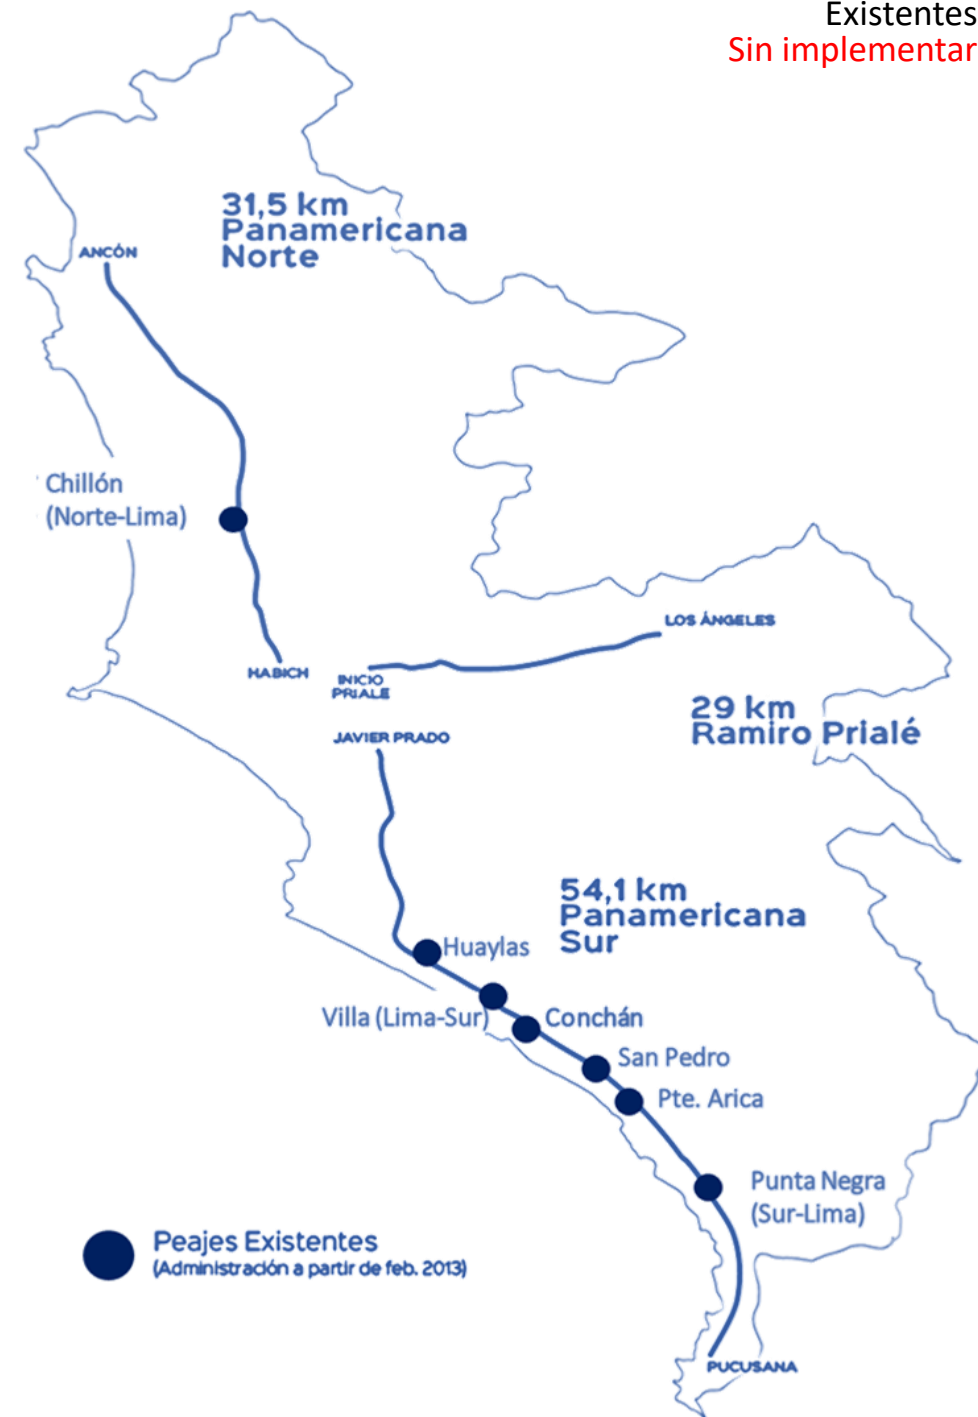 Existentes
Sin implementar
31,5 km
Panamericana
Norte
ANCÓN
Chillón
(Norte-Lima)
HABICH
LOS ÁNGELES
INICIO
PRIALE
29 km
Ramiro Prialé
JAVIER PRADO
54,1 km
Panamericana
Sur
Huaylas
Villa (Lima-Sur)
Conchán
San Pedro
Pte. Arica
Punta Negra
(Sur-Lima)
Peajes Existentes
(Administración a partir de feb. 2013)
PUCUSANA